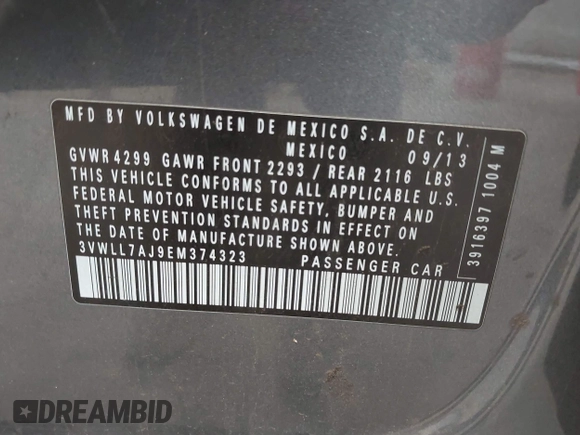 MFD BY VOLKSWAGEN DE MEXICO S.A. DE C.V.
MEXICO 09/13
GVWR 4299 GAWR FRONT 2293 / REAR 2116 LBS
THIS VEHICLE CONFORMS TO ALL APPLICABLE U.S.
FEDERAL MOTOR VEHICLE SAFETY, BUMPER AND
THEFT PREVENTION STANDARDS IN EFFECT ON
THE DATE OF MANUFACTURE SHOWN ABOVE.
3VWLL7AJ9EM374323 PASSENGER CAR
3916397 1004 M
DREAMBID